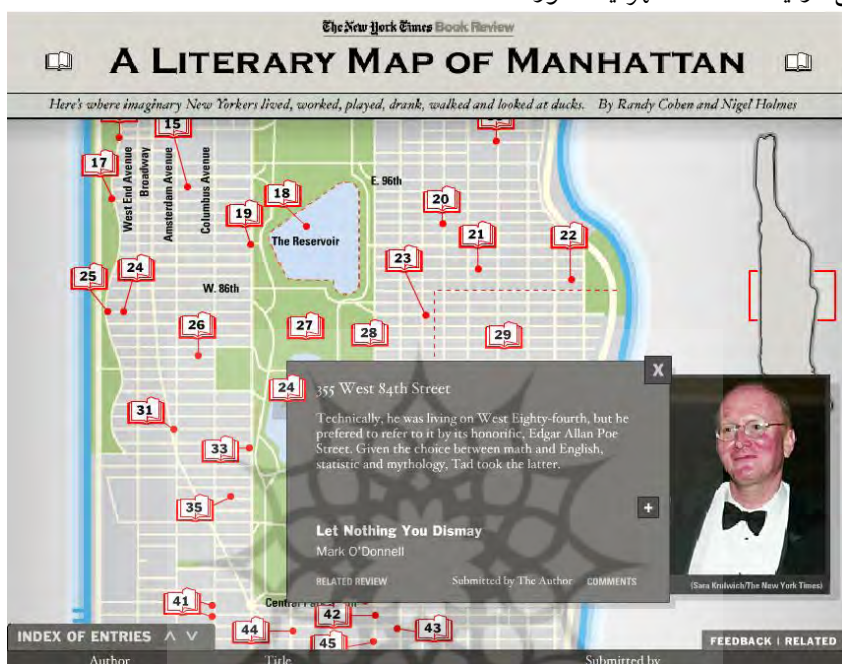 The New York Times Book Review
A LITERARY MAP OF MANHATTAN
Here's where imaginary New Yorkers lived, worked, played, drank, walked and looked at ducks. By Randy Cohen and Nigel Holmes
15
17
West End Avenue
Broadway
Amsterdam Avenue
Columbus Avenue
E. 96th
18
19
20
The Reservoir
21
22
23
25
24
W. 86th
26
27
28
29
24
X
355 West 84th Street
Technically, he was living on West Eighty-fourth, but he
prefered to refer to it by its honorific, Edgar Allan Poe
Street. Given the choice between math and English,
statistic and mythology, Tad took the latter.
31
33
35
+
Let Nothing You Dismay
Mark O'Donnell
RELATED REVIEW Submitted by The Author COMMENTS
(Sara Krulwich/The New York Times)
41
Central
42
43
44
45
INDEX OF ENTRIES
FEEDBACK | RELATED
Author Title Submitted by